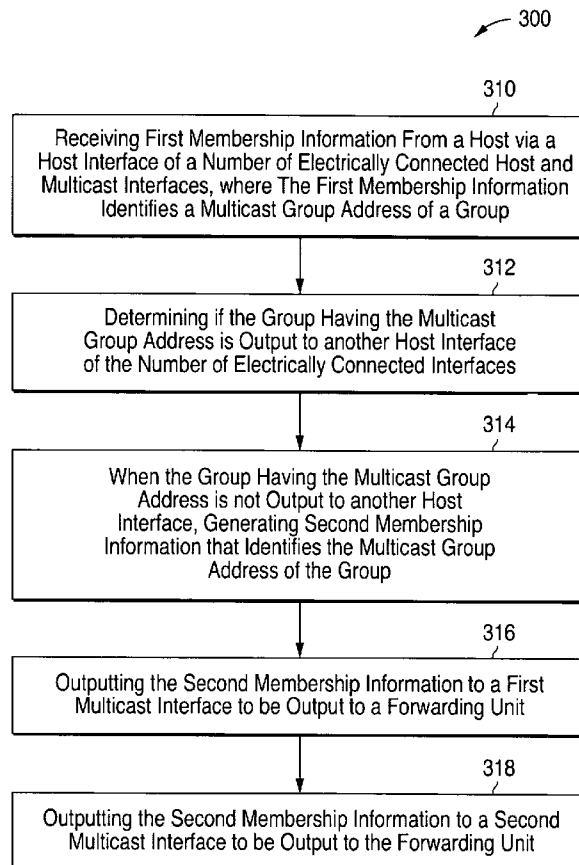 300
310
Receiving First Membership Information From a Host via a
Host Interface of a Number of Electrically Connected Host and
Multicast Interfaces, where The First Membership Information
Identifies a Multicast Group Address of a Group
312
Determining if the Group Having the Multicast
Group Address is Output to another Host Interface
of the Number of Electrically Connected Interfaces
314
When the Group Having the Multicast Group
Address is not Output to another Host
Interface, Generating Second Membership
Information that Identifies the Multicast Group
Address of the Group
316
Outputting the Second Membership Information to a First
Multicast Interface to be Output to a Forwarding Unit
318
Outputting the Second Membership Information to a Second
Multicast Interface to be Output to the Forwarding Unit